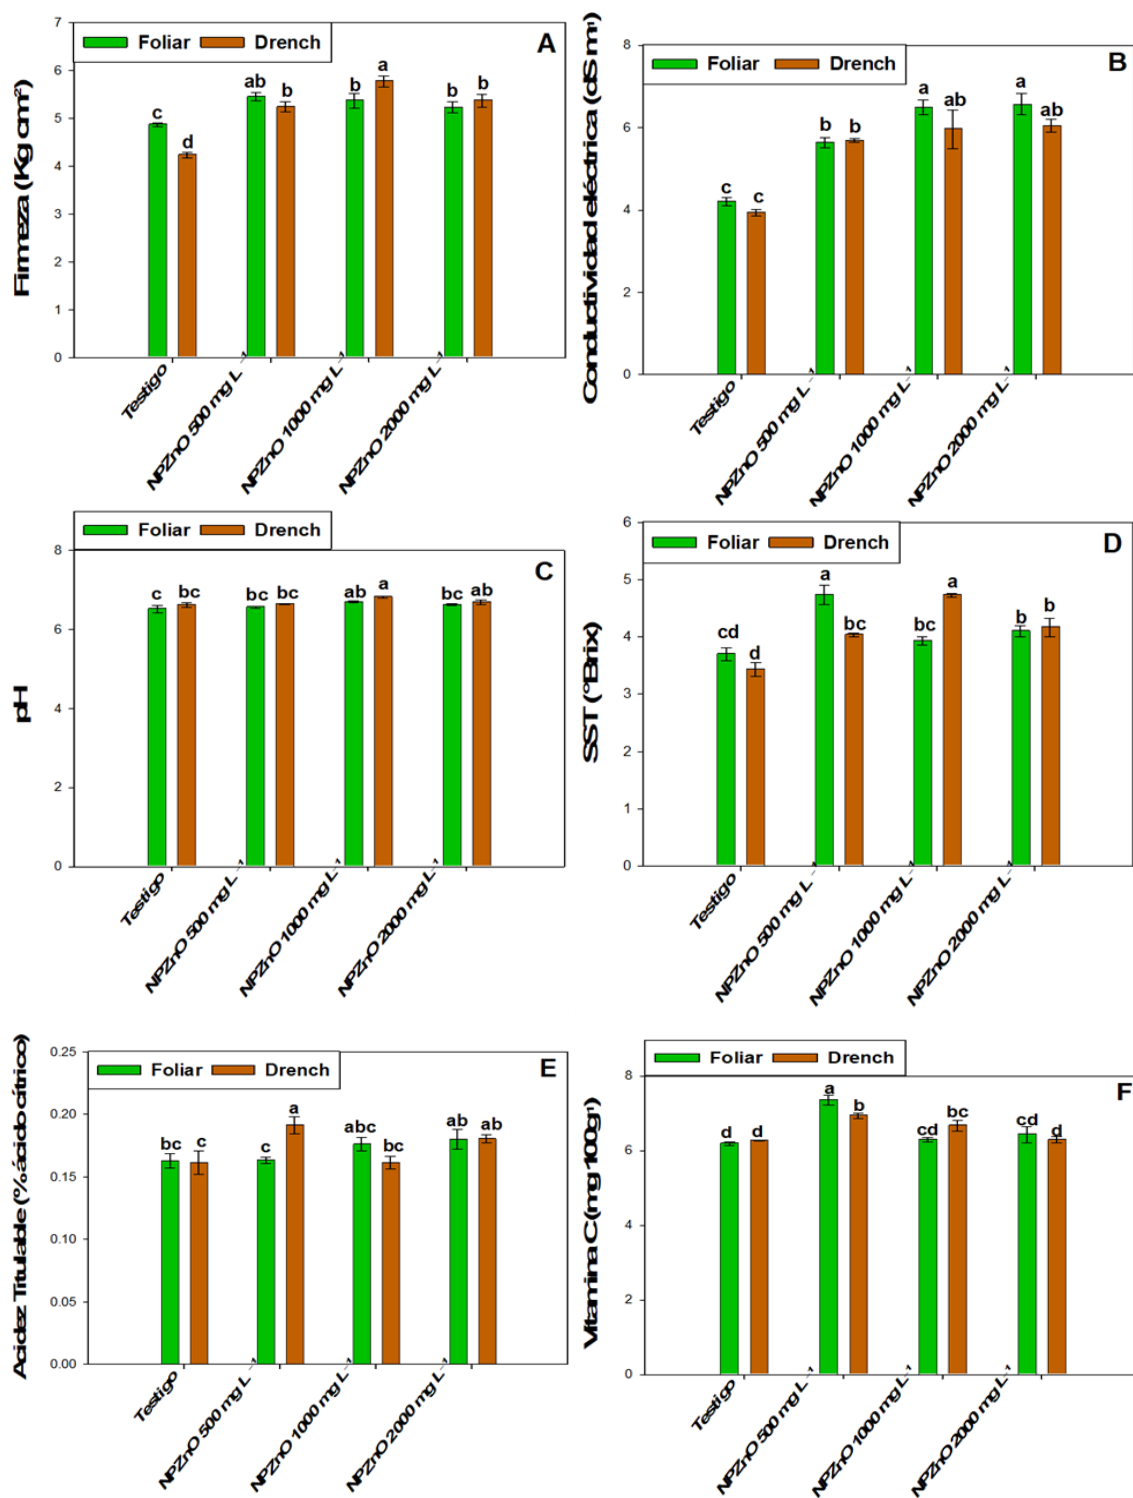 Foliar Drench
A
Firmeza (Kg cm²)
7
6
5
4
3
2
1
0
c
d
ab
b
b
a
b
b
Testigo
NPZnO 500 mg L⁻¹
NPZnO 1000 mg L⁻¹
NPZnO 2000 mg L⁻¹
Foliar Drench
B
Conductividad eléctrica (dS m¹)
8
6
4
2
0
c
c
b
b
a
ab
a
ab
Testigo
NPZnO 500 mg L⁻¹
NPZnO 1000 mg L⁻¹
NPZnO 2000 mg L⁻¹
Foliar Drench
C
pH
8
6
4
2
0
c
bc
bc
bc
ab
a
bc
ab
Testigo
NPZnO 500 mg L⁻¹
NPZnO 1000 mg L⁻¹
NPZnO 2000 mg L⁻¹
Foliar Drench
D
SST (°Brix)
6
5
4
3
2
1
0
cd
d
a
bc
bc
a
b
b
Testigo
NPZnO 500 mg L⁻¹
NPZnO 1000 mg L⁻¹
NPZnO 2000 mg L⁻¹
Foliar Drench
E
Acidez Titulable (% ácido cítrico)
0.25
0.20
0.15
0.10
0.05
0.00
bc
c
c
a
abc
bc
ab
ab
Testigo
NPZnO 500 mg L⁻¹
NPZnO 1000 mg L⁻¹
NPZnO 2000 mg L⁻¹
Foliar Drench
F
Vitamina C (mg 100g¹)
8
6
4
2
0
d
d
a
b
cd
bc
cd
d
Testigo
NPZnO 500 mg L⁻¹
NPZnO 1000 mg L⁻¹
NPZnO 2000 mg L⁻¹